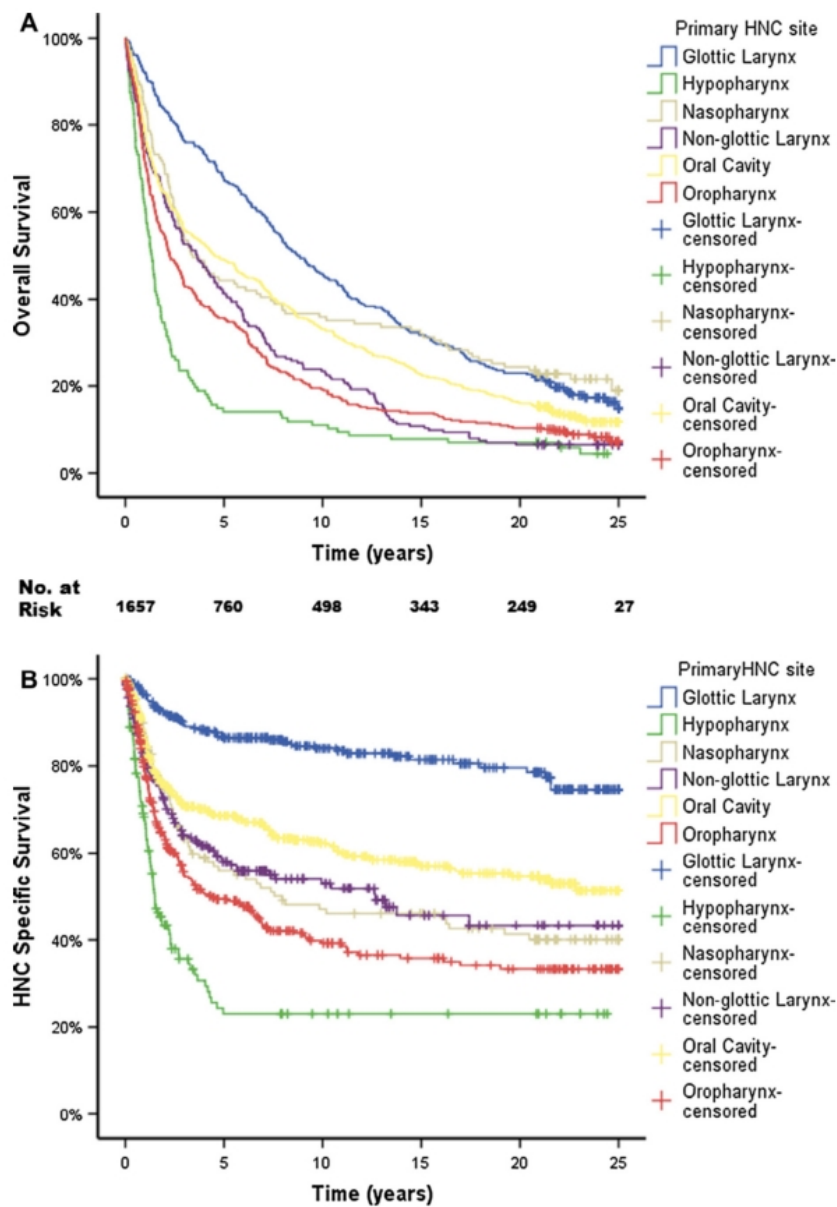 A
Overall Survival
100%
80%
60%
40%
20%
0%
0 5 10 15 20 25
Time (years)
Primary HNC site
Glottic Larynx
Hypopharynx
Nasopharynx
Non-glottic Larynx
Oral Cavity
Oropharynx
Glottic Larynx-
censored
Hypopharynx-
censored
Nasopharynx-
censored
Non-glottic Larynx-
censored
Oral Cavity-
censored
Oropharynx-
censored
No. at
Risk
1657 760 498 343 249 27
B
HNC Specific Survival
100%
80%
60%
40%
20%
0%
0 5 10 15 20 25
Time (years)
PrimaryHNC site
Glottic Larynx
Hypopharynx
Nasopharynx
Non-glottic Larynx
Oral Cavity
Oropharynx
Glottic Larynx-
censored
Hypopharynx-
censored
Nasopharynx-
censored
Non-glottic Larynx-
censored
Oral Cavity-
censored
Oropharynx-
censored